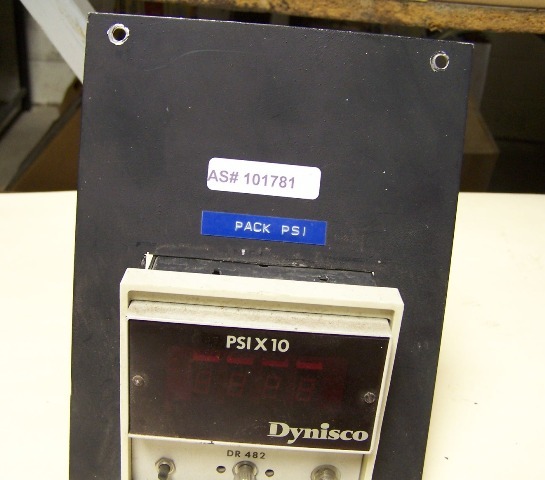 AS# 101781
PACK PSI
PSI X 10
Dynisco
DR 482